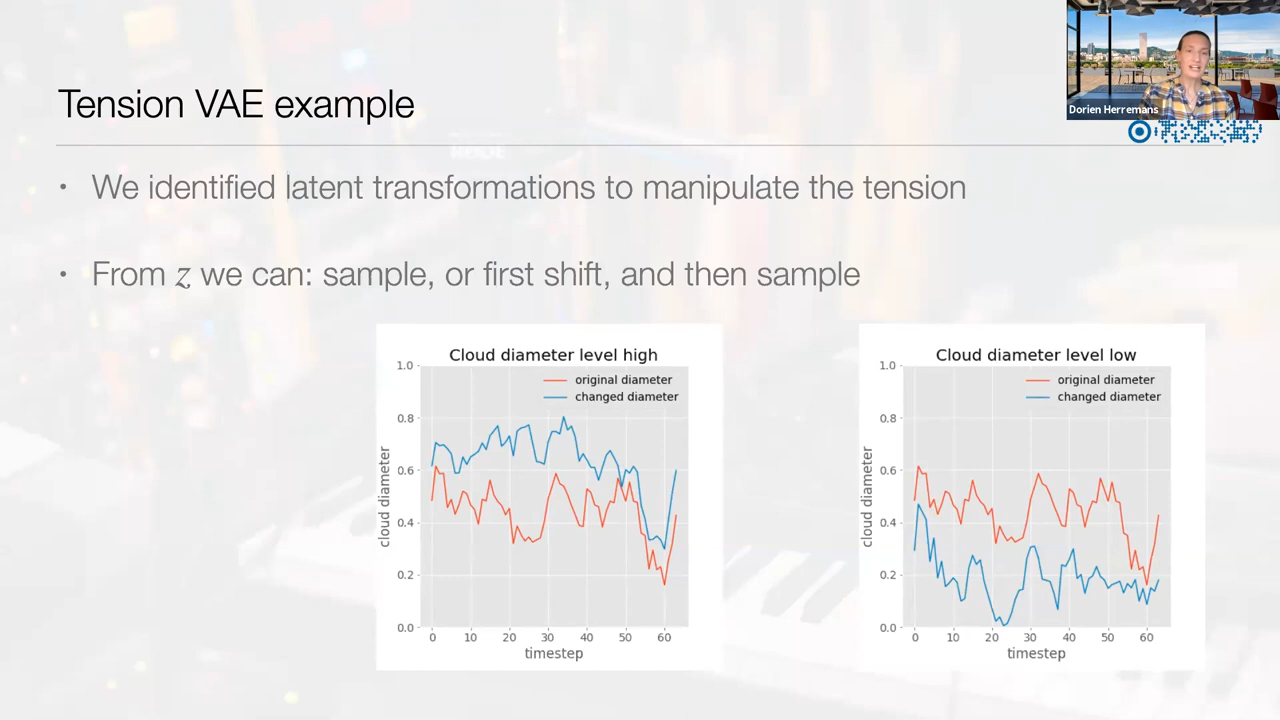 Dorien Herremans
Tension VAE example
• We identified latent transformations to manipulate the tension
• From z we can: sample, or first shift, and then sample
Cloud diameter level high
original diameter
changed diameter
cloud diameter
1.0
0.8
0.6
0.4
0.2
0.0
0 10 20 30 40 50 60
timestep
Cloud diameter level low
original diameter
changed diameter
cloud diameter
1.0
0.8
0.6
0.4
0.2
0.0
0 10 20 30 40 50 60
timestep